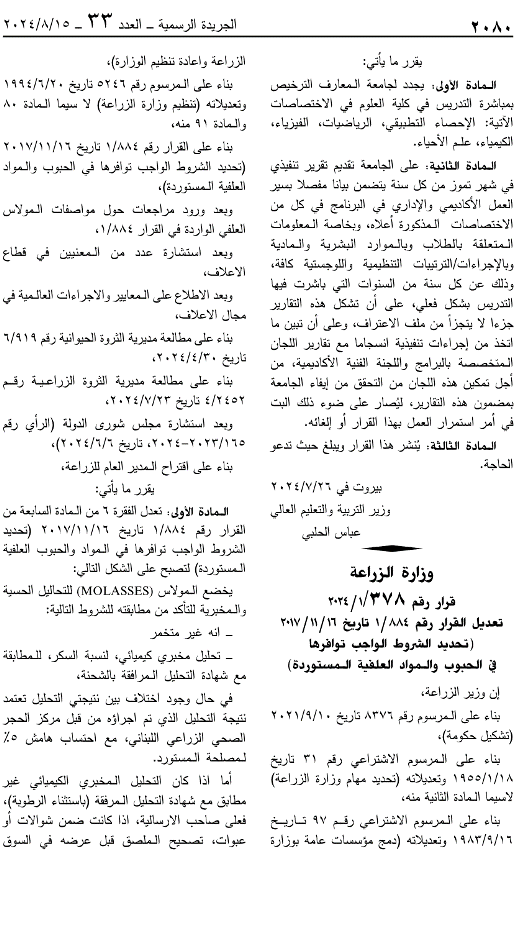 ٢٠٨٠
الجريدة الرسمية – العدد ٣٣ – ٢٠٢٤/٨/١٥
يقرر ما يأتي:
المادة الأولى: يجدد لجامعة المعارف الترخيص
بمباشرة التدريس في كلية العلوم في الاختصاصات
الآتية: الإحصاء التطبيقي، الرياضيات، الفيزياء،
الكيمياء، علم الأحياء.
المادة الثانية: على الجامعة تقديم تقرير تنفيذي
في شهر تموز من كل سنة يتضمن بيانا مفصلا بسير
العمل الأكاديمي والإداري في البرنامج في كل من
الاختصاصات المذكورة أعلاه، وبخاصة المعلومات
المتعلقة بالطلاب وبالموارد البشرية والمادية
وبالإجراءات/الترتيبات التنظيمية واللوجستية كافة،
وذلك عن كل سنة من السنوات التي باشرت فيها
التدريس بشكل فعلي، على أن تشكل هذه التقارير
جزءا لا يتجزأ من ملف الاعتراف، وعلى أن تبين ما
اتخذ من إجراءات تنفيذية انسجاما مع تقارير اللجان
المتخصصة بالبرامج واللجنة الفنية الأكاديمية، من
أجل تمكين هذه اللجان من التحقق من إيفاء الجامعة
بمضمون هذه التقارير، ليُصار على ضوء ذلك البت
في أمر استمرار العمل بهذا القرار أو إلغائه.
المادة الثالثة: يُنشر هذا القرار ويبلغ حيث تدعو
الحاجة.
بيروت في ٢٠٢٤/٧/٢٦
وزير التربية والتعليم العالي
عباس الحلبي
وزارة الزراعة
قرار رقم ٢٠٢٤/١/٣٧٨
تعديل القرار رقم ١/٨٨٤ تاريخ ٢٠١٧/١١/١٦
(تحديد الشروط الواجب توافرها
في الحبوب والمواد العلفية المستوردة)
إن وزير الزراعة،
بناء على المرسوم رقم ٨٣٧٦ تاريخ ٢٠٢١/٩/١٠
(تشكيل حكومة)،
بناء على المرسوم الاشتراعي رقم ٣١ تاريخ
١٩٥٥/١/١٨ وتعديلاته (تحديد مهام وزارة الزراعة)
لاسيما المادة الثانية منه،
بناء على المرسوم الاشتراعي رقم ٩٧ تاريخ
١٩٨٣/٩/١٦ وتعديلاته (دمج مؤسسات عامة بوزارة
الزراعة واعادة تنظيم الوزارة)،
بناء على المرسوم رقم ٥٢٤٦ تاريخ ١٩٩٤/٦/٢٠
وتعديلاته (تنظيم وزارة الزراعة) لا سيما المادة ٨٠
والمادة ٩١ منه،
بناء على القرار رقم ١/٨٨٤ تاريخ ٢٠١٧/١١/١٦
(تحديد الشروط الواجب توافرها في الحبوب والمواد
العلفية المستوردة)،
وبعد ورود مراجعات حول مواصفات المولاس
العلفي الواردة في القرار ١/٨٨٤،
وبعد استشارة عدد من المعنيين في قطاع
الاعلاف،
وبعد الاطلاع على المعايير والاجراءات العالمية في
مجال الاعلاف،
بناء على مطالعة مديرية الثروة الحيوانية رقم ٦/٩١٩
تاريخ ٢٠٢٤/٤/٣٠،
بناء على مطالعة مديرية الثروة الزراعية رقم
٤/٢٤٥٢ تاريخ ٢٠٢٤/٧/٢٣،
وبعد استشارة مجلس شورى الدولة (الرأي رقم
٢٠٢٣/١٦٥-٢٠٢٤، تاريخ ٢٠٢٤/٦/٦)،
بناء على اقتراح المدير العام للزراعة،
يقرر ما يأتي:
المادة الأولى: تعدل الفقرة ٦ من المادة السابعة من
القرار رقم ١/٨٨٤ تاريخ ٢٠١٧/١١/١٦ (تحديد
الشروط الواجب توافرها في المواد والحبوب العلفية
المستوردة) لتصبح على الشكل التالي:
يخضع المولاس (MOLASSES) للتحاليل الحسية
والمخبرية للتأكد من مطابقته للشروط التالية:
– انه غير متخمر
– تحليل مخبري كيميائي، لنسبة السكر، للمطابقة
مع شهادة التحليل المرافقة بالشحنة،
في حال وجود اختلاف بين نتيجتي التحليل تعتمد
نتيجة التحليل الذي تم اجراؤه من قبل مركز الحجر
الصحي الزراعي اللبناني، مع احتساب هامش ٥٪
لمصلحة المستورد.
أما اذا كان التحليل المخبري الكيميائي غير
مطابق مع شهادة التحليل المرفقة (باستثناء الرطوبة)،
فعلى صاحب الارسالية، اذا كانت ضمن شوالات أو
عبوات، تصحيح الملصق قبل عرضه في السوق